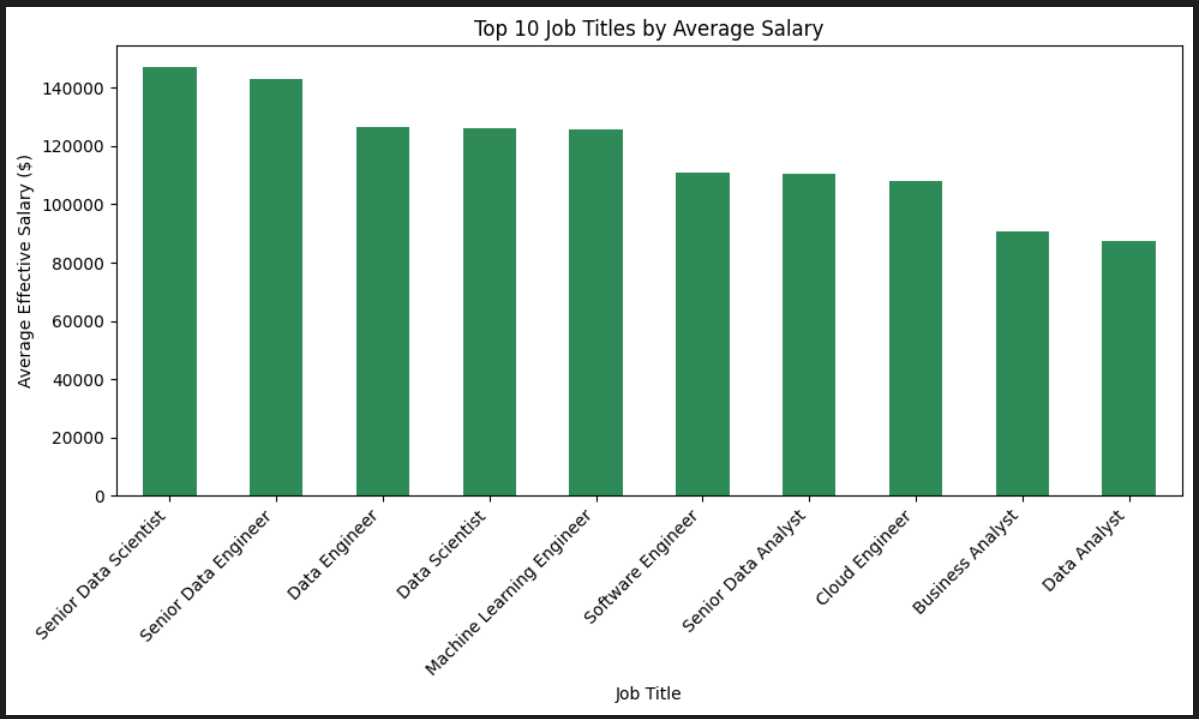 Top 10 Job Titles by Average Salary
Average Effective Salary ($)
140000
120000
100000
80000
60000
40000
20000
0
Senior Data Scientist
Senior Data Engineer
Data Engineer
Data Scientist
Machine Learning Engineer
Software Engineer
Senior Data Analyst
Cloud Engineer
Business Analyst
Data Analyst
Job Title